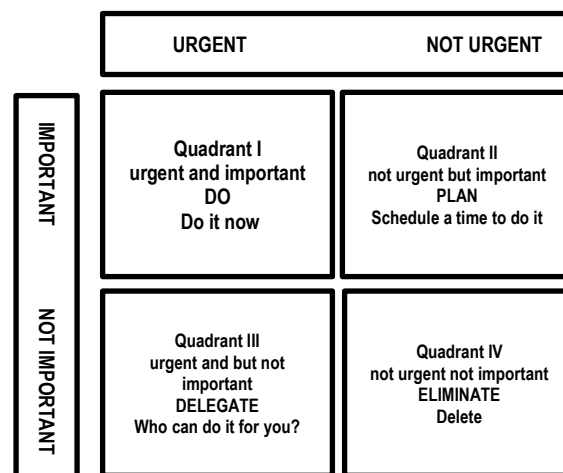 URGENT NOT URGENT
IMPORTANT
Quadrant I
urgent and important
DO
Do it now
Quadrant II
not urgent but important
PLAN
Schedule a time to do it
NOT IMPORTANT
Quadrant III
urgent and but not
important
DELEGATE
Who can do it for you?
Quadrant IV
not urgent not important
ELIMINATE
Delete